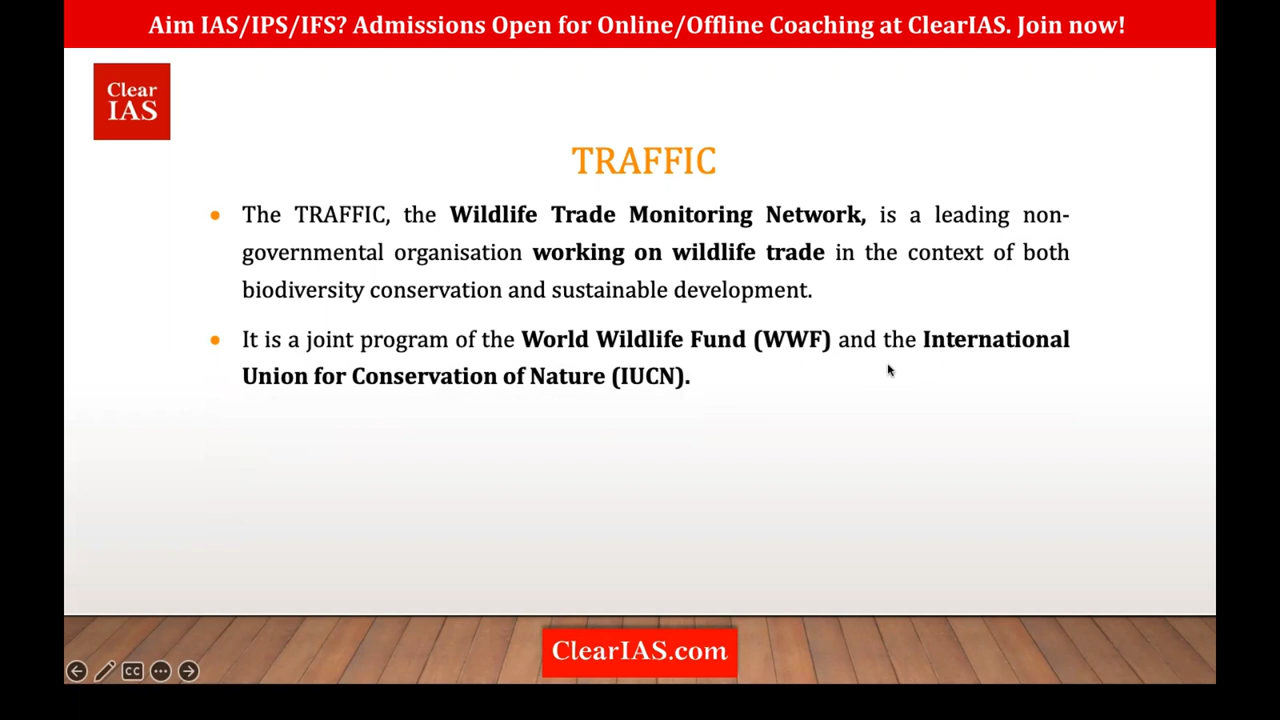 Aim IAS/IPS/IFS? Admissions Open for Online/Offline Coaching at ClearIAS. Join now!
Clear
IAS
TRAFFIC
• The TRAFFIC, the Wildlife Trade Monitoring Network, is a leading non-
governmental organisation working on wildlife trade in the context of both
biodiversity conservation and sustainable development.
• It is a joint program of the World Wildlife Fund (WWF) and the International
Union for Conservation of Nature (IUCN).
ClearIAS.com
CC